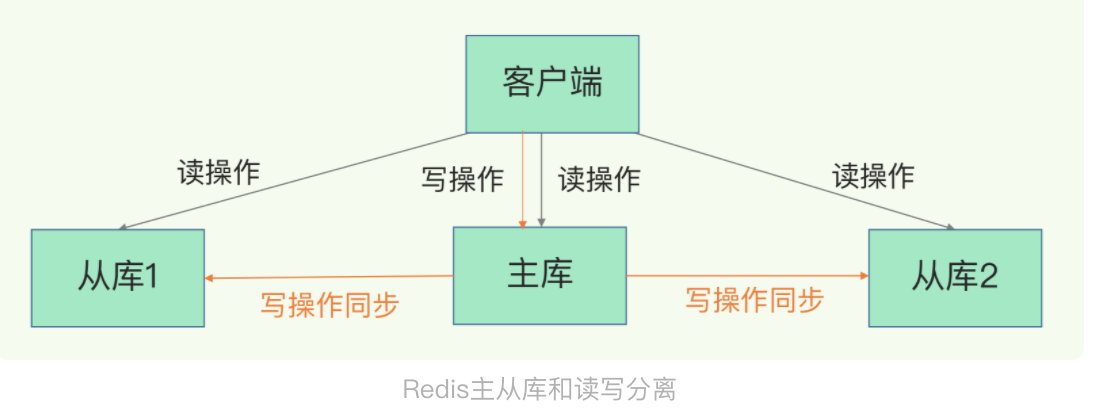 客户端
读操作
写操作
读操作
读操作
从库1
主库
从库2
写操作同步
写操作同步
Redis主从库和读写分离